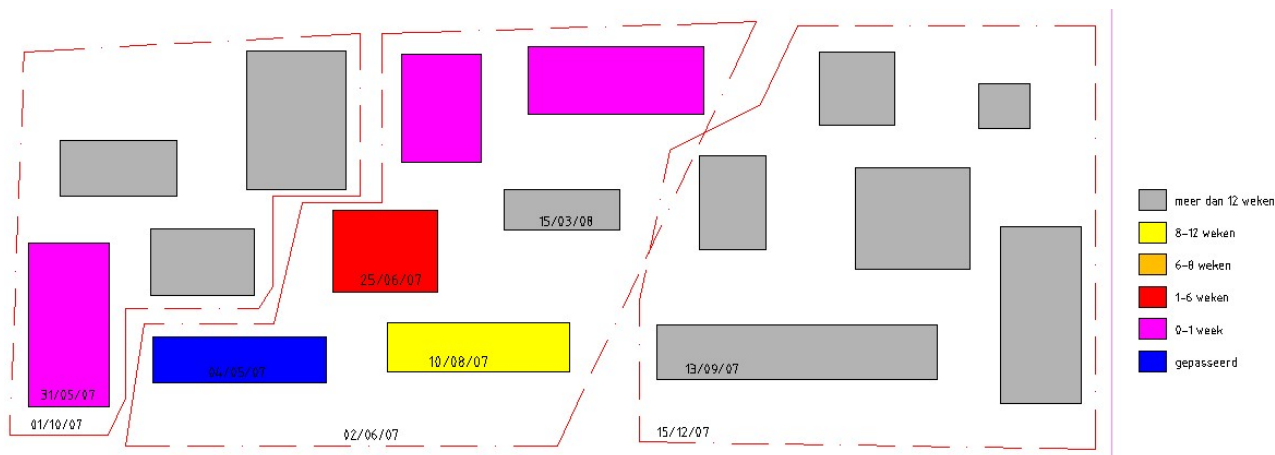 15/03/08
25/06/07
10/08/07
04/05/07
13/09/07
31/05/07
01/10/07
02/06/07
15/12/07
meer dan 12 weken
8-12 weken
6-8 weken
1-6 weken
0-1 week
gepasseerd